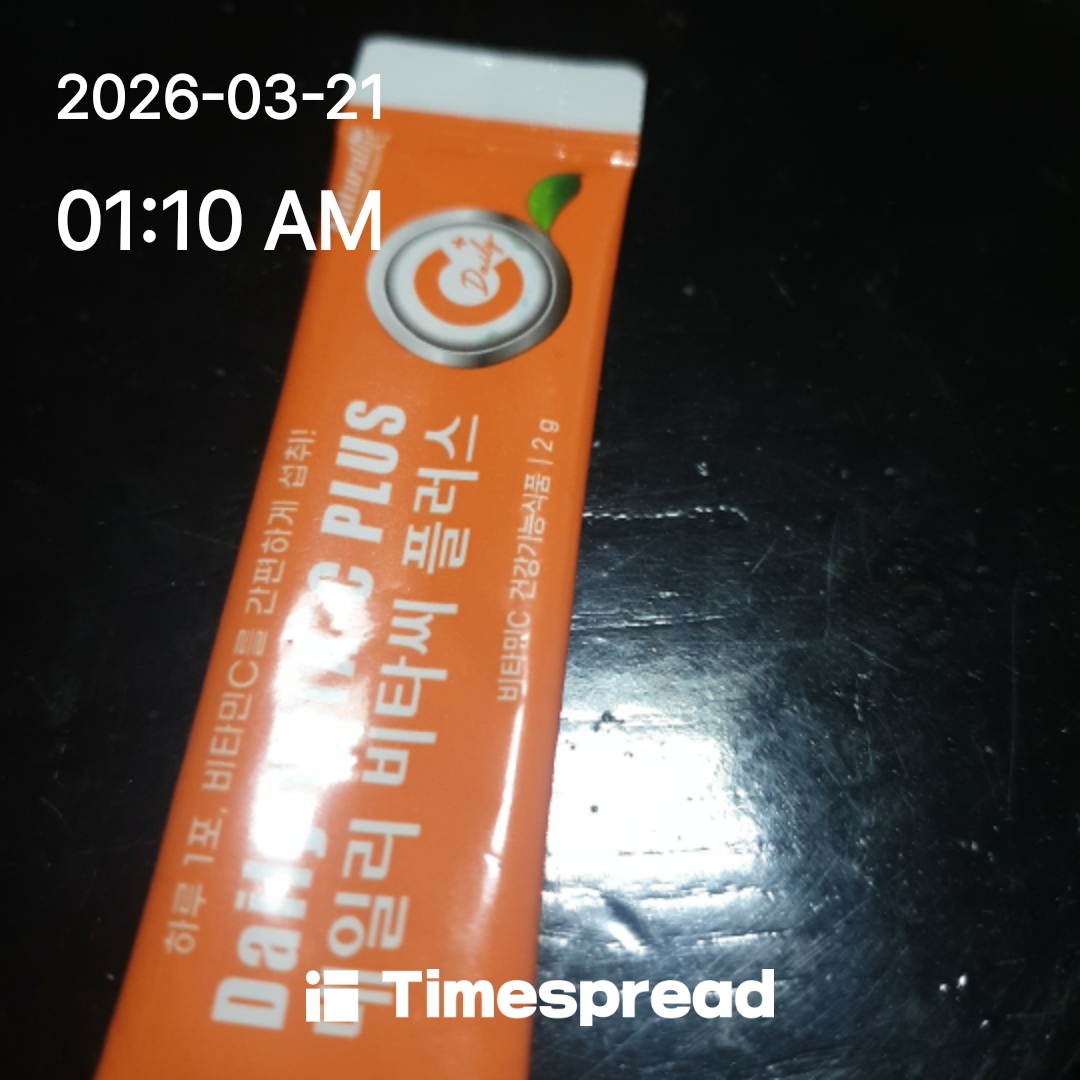 2026-03-21
01:10 AM
Daily
하루 1포, 비타민C를 간편하게 섭취!
PLUS
데일리 비타씨 플러스
비타민C 건강기능식품 | 2g
Timespread